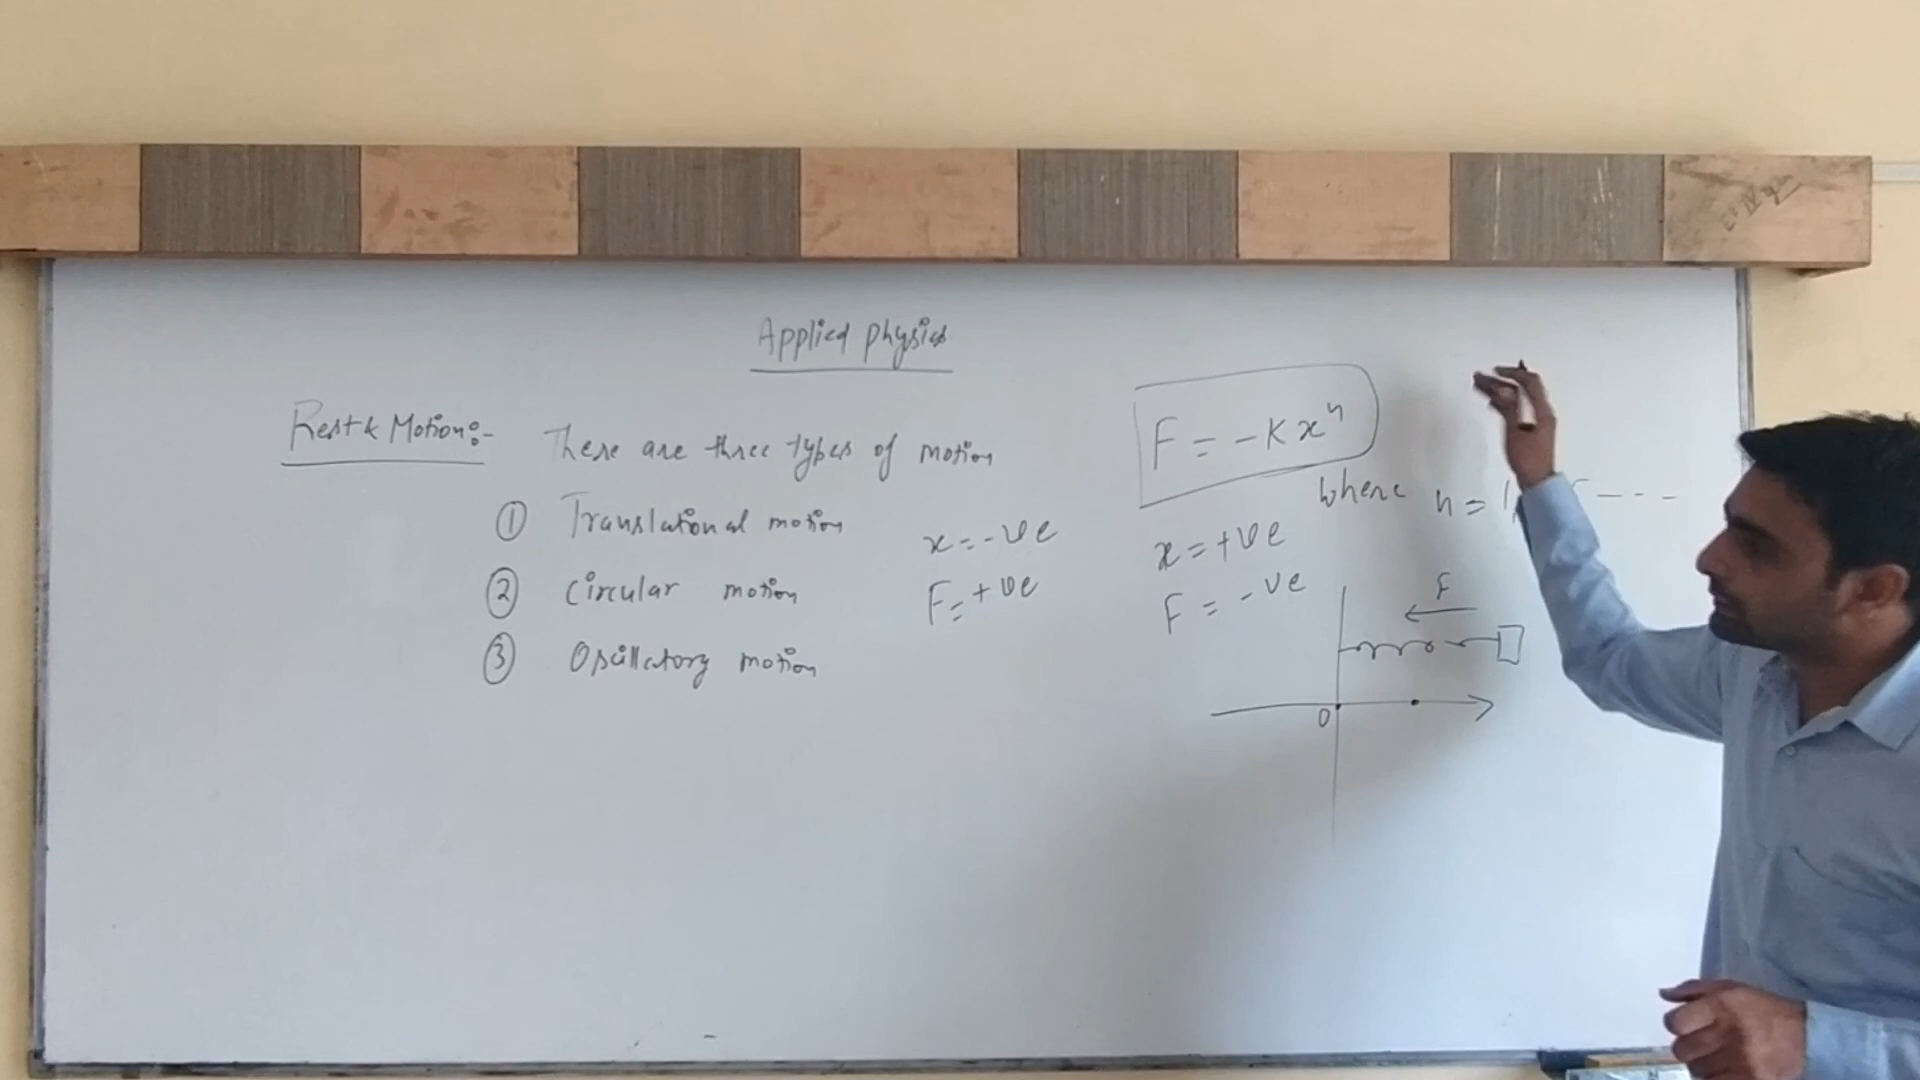 Applied physics
Rest & Motion:- There are three types of motion
① Translational motion
② Circular motion
③ Oscillatory motion
x = -ve
F = +ve
F = -Kxⁿ
where n = 1, - - -
x = +ve
F = -ve
F
O